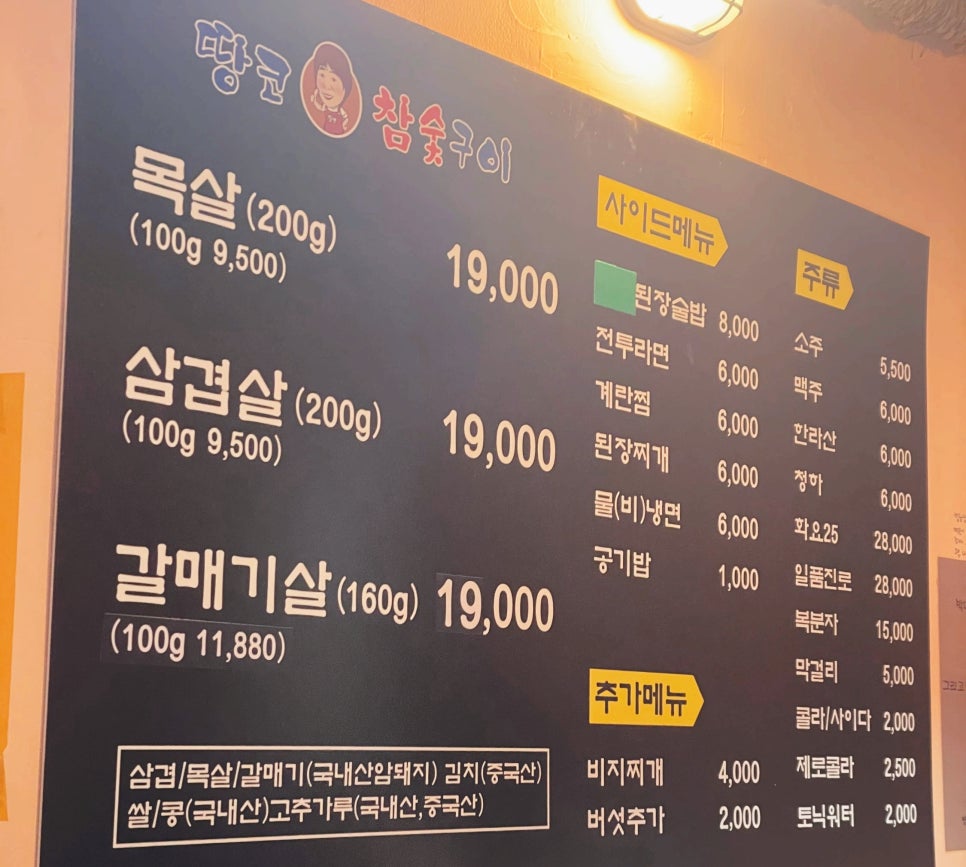 땅코 참숯구이
목살 (200g) 19,000
(100g 9,500)
삼겹살 (200g) 19,000
(100g 9,500)
갈매기살 (160g) 19,000
(100g 11,880)
삼겹/목살/갈매기(국내산암돼지) 김치(중국산)
쌀/콩(국내산)고추가루(국내산,중국산)
사이드메뉴
된장술밥 8,000
전투라면 6,000
계란찜 6,000
된장찌개 6,000
물(비)냉면 6,000
공기밥 1,000
추가메뉴
비지찌개 4,000
버섯추가 2,000
주류
소주 5,500
맥주 6,000
한라산 6,000
청하 6,000
화요25 28,000
일품진로 28,000
복분자 15,000
막걸리 5,000
콜라/사이다 2,000
제로콜라 2,500
토닉워터 2,000
그리고